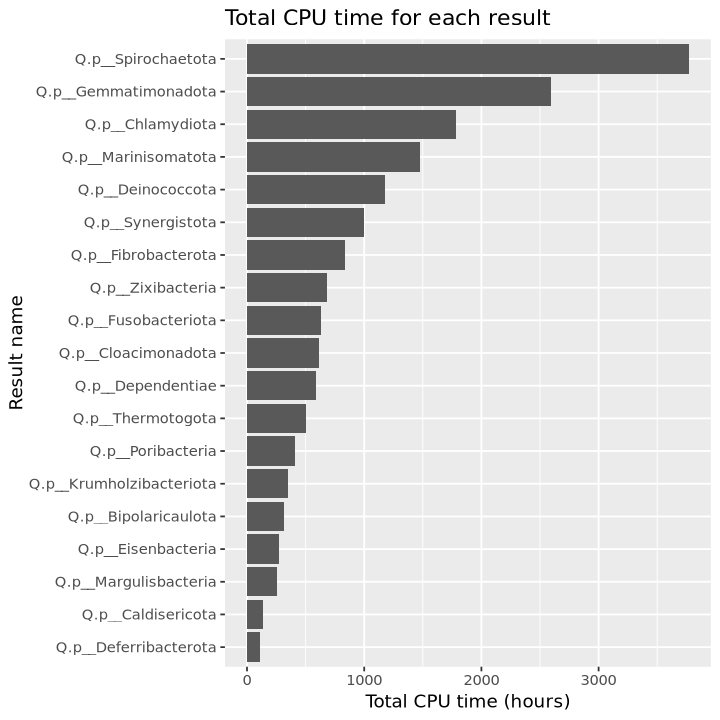 Total CPU time for each result
Result name
Q.p__Spirochaetota
Q.p__Gemmatimonadota
Q.p__Chlamydiota
Q.p__Marinisomatota
Q.p__Deinococcota
Q.p__Synergistota
Q.p__Fibrobacterota
Q.p__Zixibacteria
Q.p__Fusobacteriota
Q.p__Cloacimonadota
Q.p__Dependentiae
Q.p__Thermotogota
Q.p__Poribacteria
Q.p__Krumholzibacteriota
Q.p__Bipolaricaulota
Q.p__Eisenbacteria
Q.p__Margulisbacteria
Q.p__Caldisericota
Q.p__Deferribacterota
0 1000 2000 3000
Total CPU time (hours)